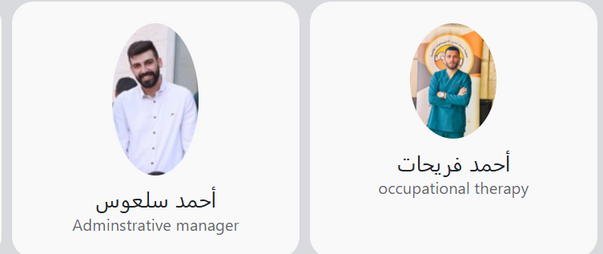 أحمد سلعوس
Adminstrative manager
أحمد فريحات
occupational therapy